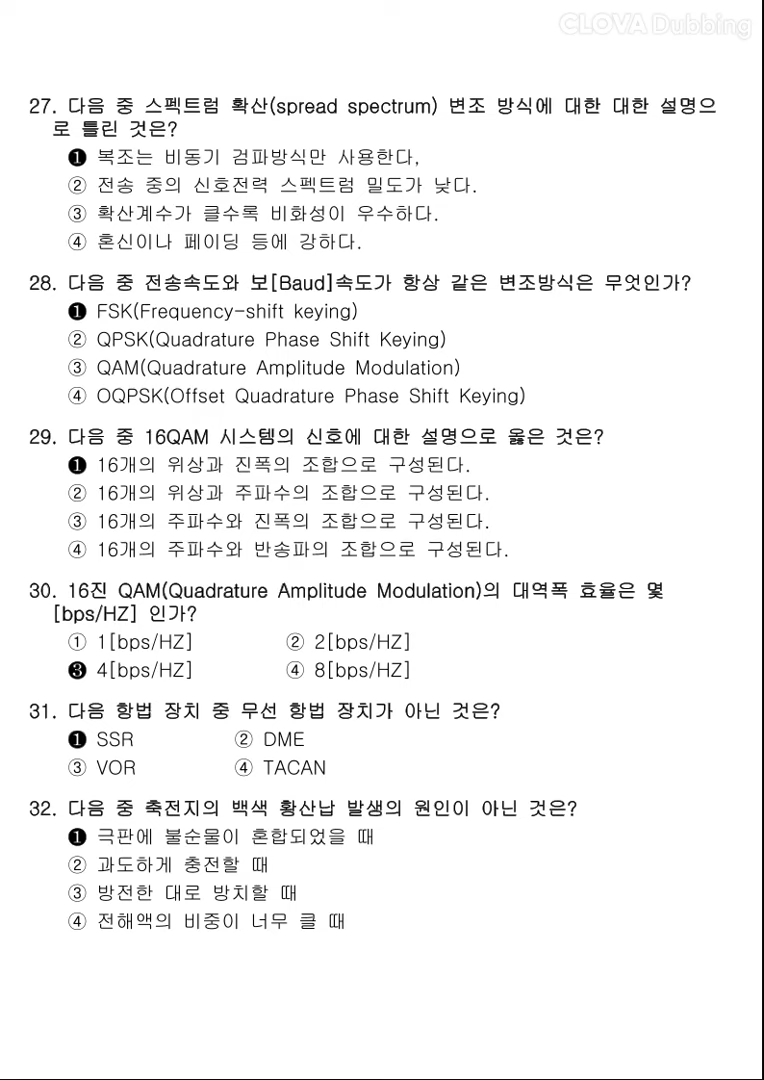 CLOVA Dubbing
27. 다음 중 스펙트럼 확산(spread spectrum) 변조 방식에 대한 대한 설명으
로 틀린 것은?
❶ 복조는 비동기 검파방식만 사용한다,
② 전송 중의 신호전력 스펙트럼 밀도가 낮다.
③ 확산계수가 클수록 비화성이 우수하다.
④ 혼신이나 페이딩 등에 강하다.
28. 다음 중 전송속도와 보[Baud]속도가 항상 같은 변조방식은 무엇인가?
❶ FSK(Frequency-shift keying)
② QPSK(Quadrature Phase Shift Keying)
③ QAM(Quadrature Amplitude Modulation)
④ OQPSK(Offset Quadrature Phase Shift Keying)
29. 다음 중 16QAM 시스템의 신호에 대한 설명으로 옳은 것은?
❶ 16개의 위상과 진폭의 조합으로 구성된다.
② 16개의 위상과 주파수의 조합으로 구성된다.
③ 16개의 주파수와 진폭의 조합으로 구성된다.
④ 16개의 주파수와 반송파의 조합으로 구성된다.
30. 16진 QAM(Quadrature Amplitude Modulation)의 대역폭 효율은 몇
[bps/HZ] 인가?
① 1[bps/HZ] ② 2[bps/HZ]
❸ 4[bps/HZ] ④ 8[bps/HZ]
31. 다음 항법 장치 중 무선 항법 장치가 아닌 것은?
❶ SSR ② DME
③ VOR ④ TACAN
32. 다음 중 축전지의 백색 황산납 발생의 원인이 아닌 것은?
❶ 극판에 불순물이 혼합되었을 때
② 과도하게 충전할 때
③ 방전한 대로 방치할 때
④ 전해액의 비중이 너무 클 때